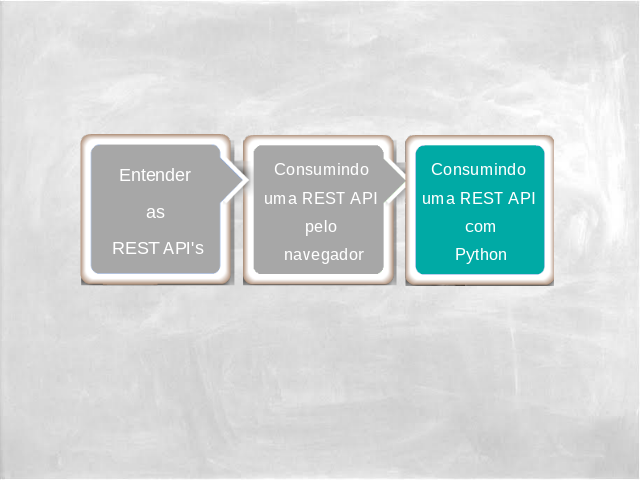 Entender
as
REST API's
Consumindo
uma REST API
pelo
navegador
Consumindo
uma REST API
com
Python